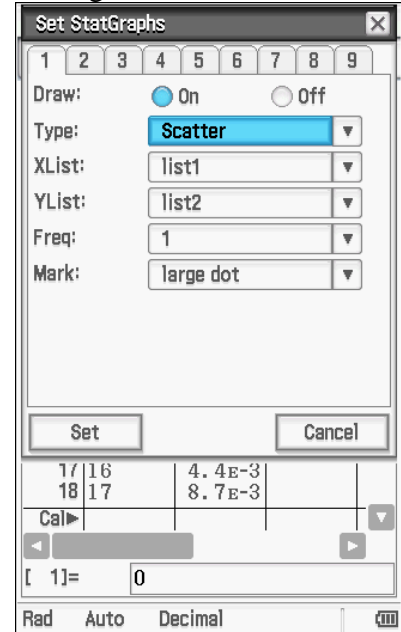 Set StatGraphs
1 2 3 4 5 6 7 8 9
Draw: On Off
Type: Scatter
XList: list1
YList: list2
Freq: 1
Mark: large dot
Set Cancel
17 16 4.4E-3
18 17 8.7E-3
Cal▶
[ 1]= 0
Rad Auto Decimal